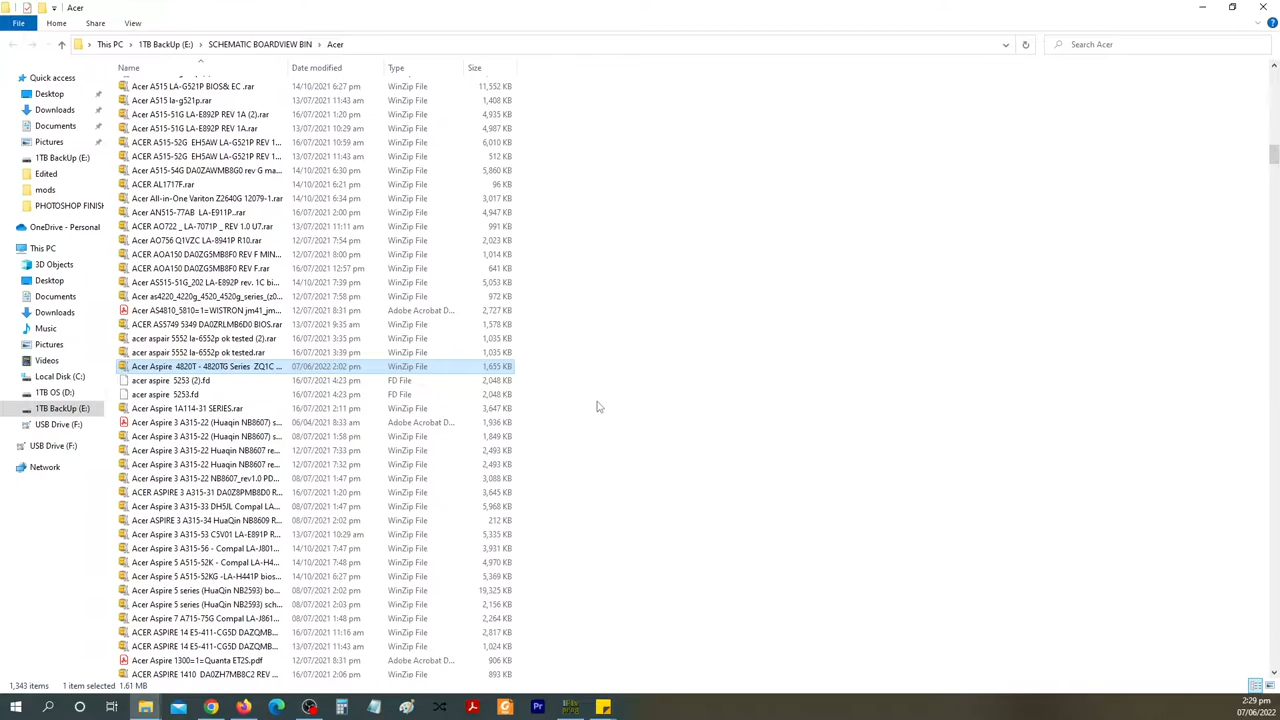 Acer
File Home Share View
This PC > 1TB BackUp (E:) > SCHEMATIC BOARDVIEW BIN > Acer
Search Acer
Name Date modified Type Size
Quick access
Desktop
Downloads
Documents
Pictures
1TB BackUp (E:)
Edited
mods
PHOTOSHOP FINISH
OneDrive - Personal
This PC
3D Objects
Desktop
Documents
Downloads
Music
Pictures
Videos
Local Disk (C:)
1TB OS (D:)
1TB BackUp (E:)
USB Drive (F:)
USB Drive (F:)
Network
Acer A515 LA-G521P BIOS& EC .rar 14/10/2021 6:27 pm WinZip File 11,552 KB
Acer A515 la-g521p.rar 13/07/2021 11:43 am WinZip File 1,408 KB
Acer A515-51G LA-E892P REV 1A (2).rar 16/07/2021 1:20 pm WinZip File 4,935 KB
Acer A515-51G LA-E892P REV 1A.rar 13/07/2021 10:29 am WinZip File 4,987 KB
ACER A515-52G EH5AW LA-G521P REV 1... 16/07/2021 10:59 am WinZip File 6,010 KB
ACER A515-52G EH5AW LA-G521P REV 1... 13/07/2021 11:43 am WinZip File 512 KB
Acer A515-54G DA0ZAWMB8G0 rev G ma... 14/10/2021 6:30 pm WinZip File 5,860 KB
ACER AL1717F.rar 14/10/2021 6:21 pm WinZip File 96 KB
Acer All-in-One Variton Z2640G 12079-1.rar 14/10/2021 6:34 pm WinZip File 3,017 KB
Acer AN515-77AB LA-E911P..rar 16/07/2021 2:00 pm WinZip File 4,947 KB
ACER AO722 _ LA-7071P _ REV 1.0 U7.rar 13/07/2021 11:11 am WinZip File 991 KB
Acer AO756 Q1VZC LA-8941P R10.rar 12/07/2021 7:54 pm WinZip File 2,023 KB
ACER AOA150 DA0ZG5MB8F0 REV F MIN... 12/07/2021 8:00 pm WinZip File 1,014 KB
ACER AOA150 DA0ZG5MB8F0 REV F.rar 16/07/2021 12:57 pm WinZip File 641 KB
Acer AS515-51G_202 LA-E892P rev. 1C bi... 14/10/2021 7:39 pm WinZip File 5,053 KB
Acer as4220_4220g_4520_4520g_series_(z0... 12/07/2021 7:58 pm WinZip File 972 KB
Acer AS4810_5810=1=WISTRON jm41_jm... 12/07/2021 8:31 pm Adobe Acrobat D... 2,727 KB
ACER AS5749 5349 DA0ZRLMB6D0 BIOS.rar 13/07/2021 9:35 am WinZip File 1,578 KB
acer aspair 5552 la-6552p ok tested (2).rar 16/07/2021 3:35 pm WinZip File 1,035 KB
acer aspair 5552 la-6552p ok tested.rar 16/07/2021 3:39 pm WinZip File 1,035 KB
Acer Aspire 4820T - 4820TG Series ZQ1C ... 07/06/2022 2:02 pm WinZip File 1,655 KB
acer aspire 5253 (2).fd 16/07/2021 4:23 pm FD File 2,048 KB
acer aspire 5253.fd 16/07/2021 4:23 pm FD File 2,048 KB
Acer Aspire 1A114-31 SERIES.rar 16/07/2021 2:11 pm WinZip File 3,647 KB
Acer Aspire 3 A315-22 (Huaqin NB8607) s... 06/04/2021 8:33 am Adobe Acrobat D... 1,936 KB
Acer Aspire 3 A315-22 (Huaqin NB8607) s... 08/07/2021 1:58 pm WinZip File 1,849 KB
Acer Aspire 3 A315-22 Huaqin NB8607 re... 12/07/2021 7:33 pm WinZip File 2,493 KB
Acer Aspire 3 A315-22 Huaqin NB8607 re... 12/07/2021 7:32 pm WinZip File 2,493 KB
Acer Aspire 3 A315-22 NB8607_rev1.0 PD... 08/07/2021 1:47 pm WinZip File 3,088 KB
ACER ASPIRE 3 A315-31 DA0Z8PMB8D0 R... 16/07/2021 1:20 pm WinZip File 3,645 KB
Acer Aspire 3 A315-33 DH5JL Compal LA... 08/07/2021 1:47 pm WinZip File 5,968 KB
Acer ASPIRE 3 A315-34 HuaQin NB8609 R... 08/07/2021 2:02 pm WinZip File 212 KB
Acer Aspire 3 A315-53 C5V01 LA-E891P R... 13/07/2021 10:29 am WinZip File 5,335 KB
Acer Aspire 3 A315-56 - Compal LA-J801... 14/10/2021 7:47 pm WinZip File 3,931 KB
Acer Aspire 5 A515-52K - Compal LA-H4... 14/10/2021 7:48 pm WinZip File 4,970 KB
Acer Aspire 5 A515-52KG -LA-H441P bios... 14/10/2021 6:27 pm WinZip File 5,369 KB
Acer Aspire 5 series (HuaQin NB2593) bo... 08/07/2021 2:02 pm WinZip File 19,325 KB
Acer Aspire 5 series (HuaQin NB2593) sch... 08/07/2021 2:03 pm WinZip File 2,156 KB
Acer Aspire 7 A715-75G Compal LA-J861... 08/07/2021 1:48 pm WinZip File 2,264 KB
ACER ASPIRE 14 E5-411-CG5D DAZQMB... 16/07/2021 11:16 am WinZip File 2,817 KB
ACER ASPIRE 14 E5-411-CG5D DAZQMB... 13/07/2021 11:43 am WinZip File 1,024 KB
Acer Aspire 1300=1=Quanta ET2S.pdf 12/07/2021 8:31 pm Adobe Acrobat D... 906 KB
ACER ASPIRE 1410 DA0ZH7MB8C2 REV ... 16/07/2021 2:06 pm WinZip File 893 KB
1,343 items 1 item selected 1.61 MB
2:29 pm
07/06/2022